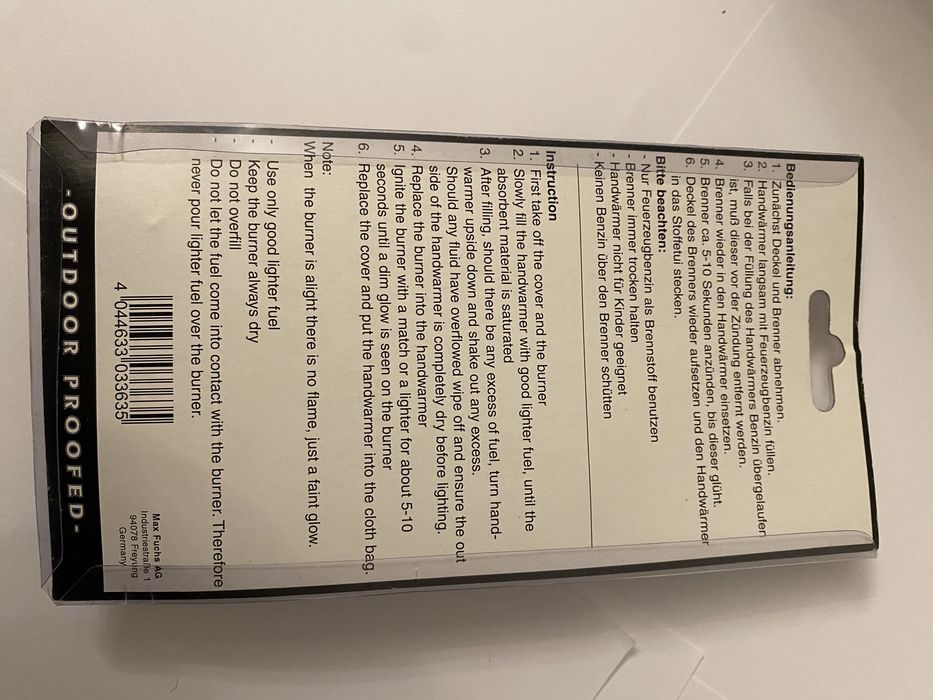 Bedienungsanleitung:
1. Zunächst Deckel und Brenner abnehmen.
2. Handwärmer langsam mit Feuerzeugbenzin füllen.
3. Falls bei der Füllung des Handwärmers Benzin übergelaufen
ist, muß dieser vor der Zündung entfernt werden.
4. Brenner wieder in den Handwärmer einsetzen.
5. Brenner ca. 5-10 Sekunden anzünden, bis dieser glüht.
6. Deckel des Brenners wieder aufsetzen und den Handwärmer
in das Stoffetui stecken.
Bitte beachten:
- Nur Feuerzeugbenzin als Brennstoff benutzen
- Brenner immer trocken halten
- Handwärmer nicht für Kinder geeignet
- Keinen Benzin über den Brenner schütten
Instruction
1. First take off the cover and the burner
2. Slowly fill the handwarmer with good lighter fuel, until the
absorbent material is saturated
3. After filling, should there be any excess of fuel, turn hand-
warmer upside down and shake out any excess.
Should any fluid have overflowed wipe off and ensure the out
side of the handwarmer is completely dry before lighting.
4. Replace the burner into the handwarmer
5. Ignite the burner with a match or a lighter for about 5-10
seconds until a dim glow is seen on the burner
6. Replace the cover and put the handwarmer into the cloth bag.
Note:
When the burner is alight there is no flame, just a faint glow.
- Use only good lighter fuel
- Keep the burner always dry
- Do not overfill
- Do not let the fuel come into contact with the burner. Therefore
never pour lighter fuel over the burner.
4 044633 033635
Max Fuchs AG
Industriestraße 1
94078 Freyung
Germany
-OUTDOOR PROOFED-